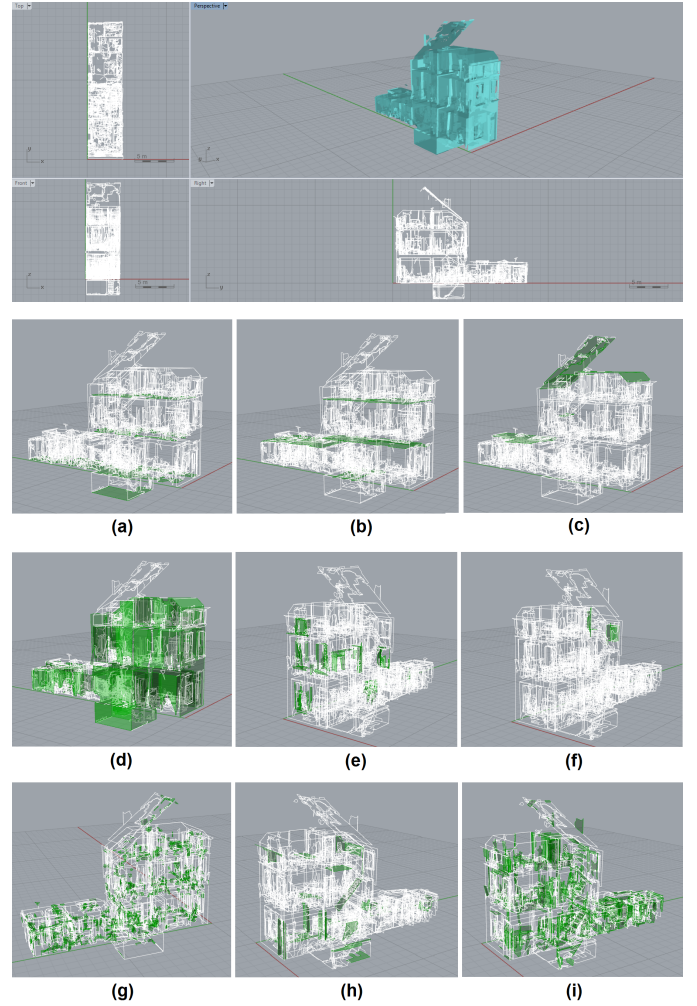 Top
Perspective
Front
Right
(a)
(b)
(c)
(d)
(e)
(f)
(g)
(h)
(i)